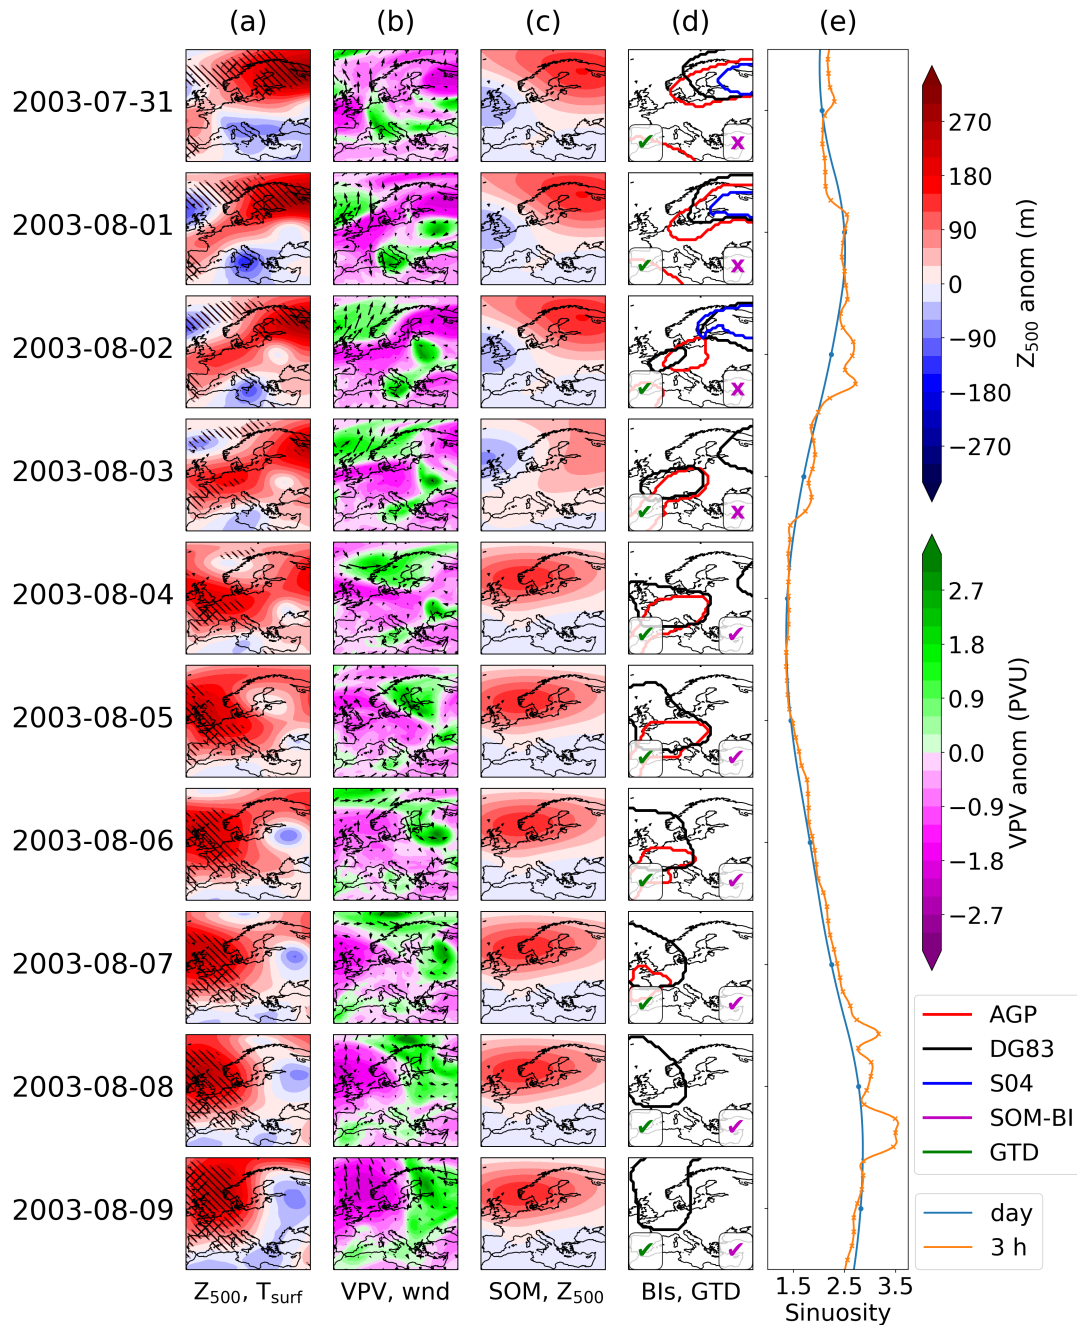 (a) (b) (c) (d) (e)
2003-07-31
2003-08-01
2003-08-02
2003-08-03
2003-08-04
2003-08-05
2003-08-06
2003-08-07
2003-08-08
2003-08-09
Z500, Tsurf
VPV, wnd
SOM, Z500
BIs, GTD
1.5 2.5 3.5
Sinuosity
270
180
90
0
−90
−180
−270
Z500 anom (m)
2.7
1.8
0.9
0.0
−0.9
−1.8
−2.7
VPV anom (PVU)
AGP
DG83
S04
SOM-BI
GTD
day
3 h